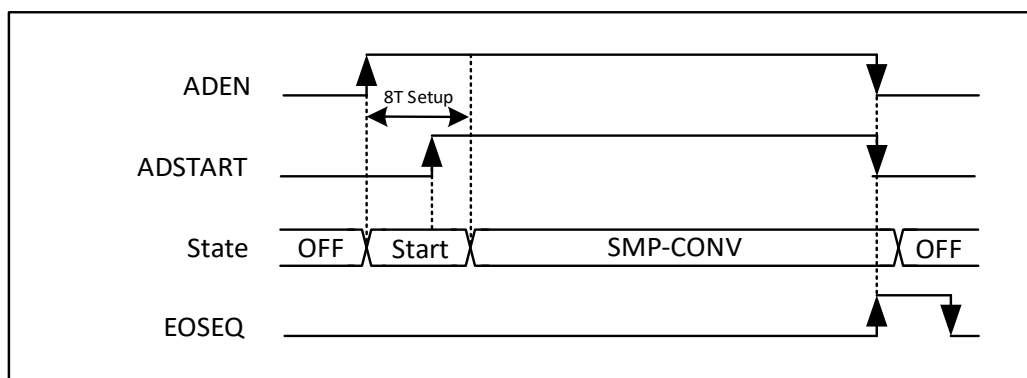 ADEN
8T Setup
ADSTART
State OFF Start SMP-CONV OFF
EOSEQ